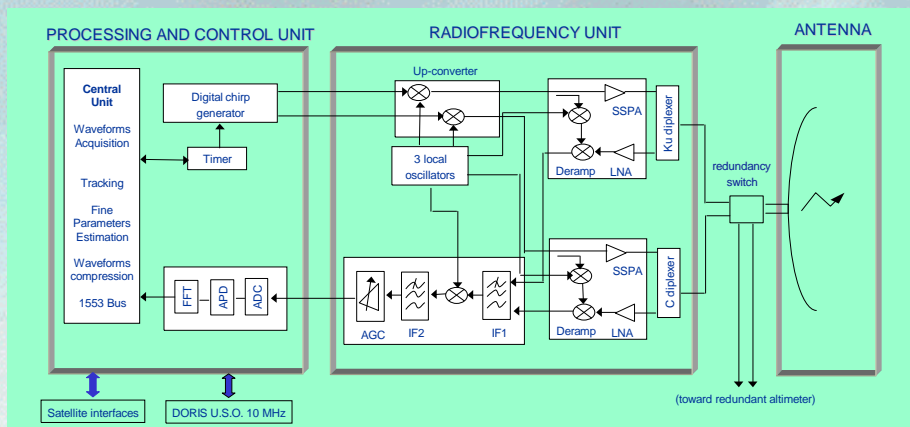 PROCESSING AND CONTROL UNIT
Central
Unit
Waveforms
Acquisition
Tracking
Fine
Parameters
Estimation
Waveforms
compression
1553 Bus
Digital chirp
generator
Timer
FFT
APD
ADC
Satellite interfaces
DORIS U.S.O. 10 MHz
RADIOFREQUENCY UNIT
Up-converter
3 local
oscillators
SSPA
Deramp
LNA
Ku diplexer
AGC
IF2
IF1
SSPA
Deramp
LNA
C diplexer
redundancy
switch
ANTENNA
(toward redundant altimeter)